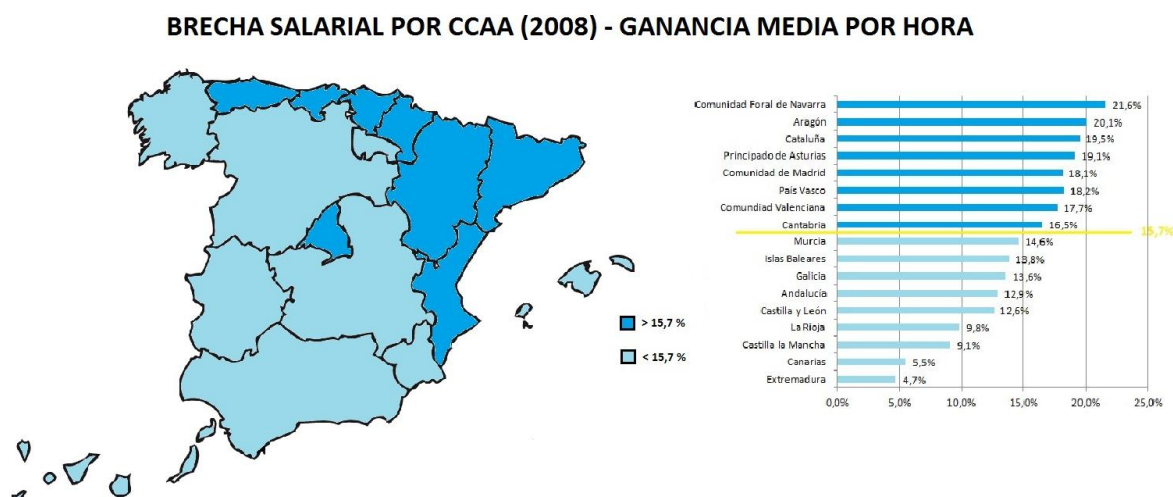 BRECHA SALARIAL POR CCAA (2008) - GANANCIA MEDIA POR HORA
Comunidad Foral de Navarra 21,6%
Aragón 20,1%
Cataluña 19,5%
Principado de Asturias 19,1%
Comunidad de Madrid 18,1%
País Vasco 18,2%
Comundiad Valenciana 17,7%
Cantabria 16,5%
15,7%
Murcia 14,6%
Islas Baleares 13,8%
Galicia 13,6%
Andalucía 12,9%
Castilla y León 12,6%
La Rioja 9,8%
Castilla la Mancha 9,1%
Canarias 5,5%
Extremadura 4,7%
0,0% 5,0% 10,0% 15,0% 20,0% 25,0%
> 15,7 %
< 15,7 %